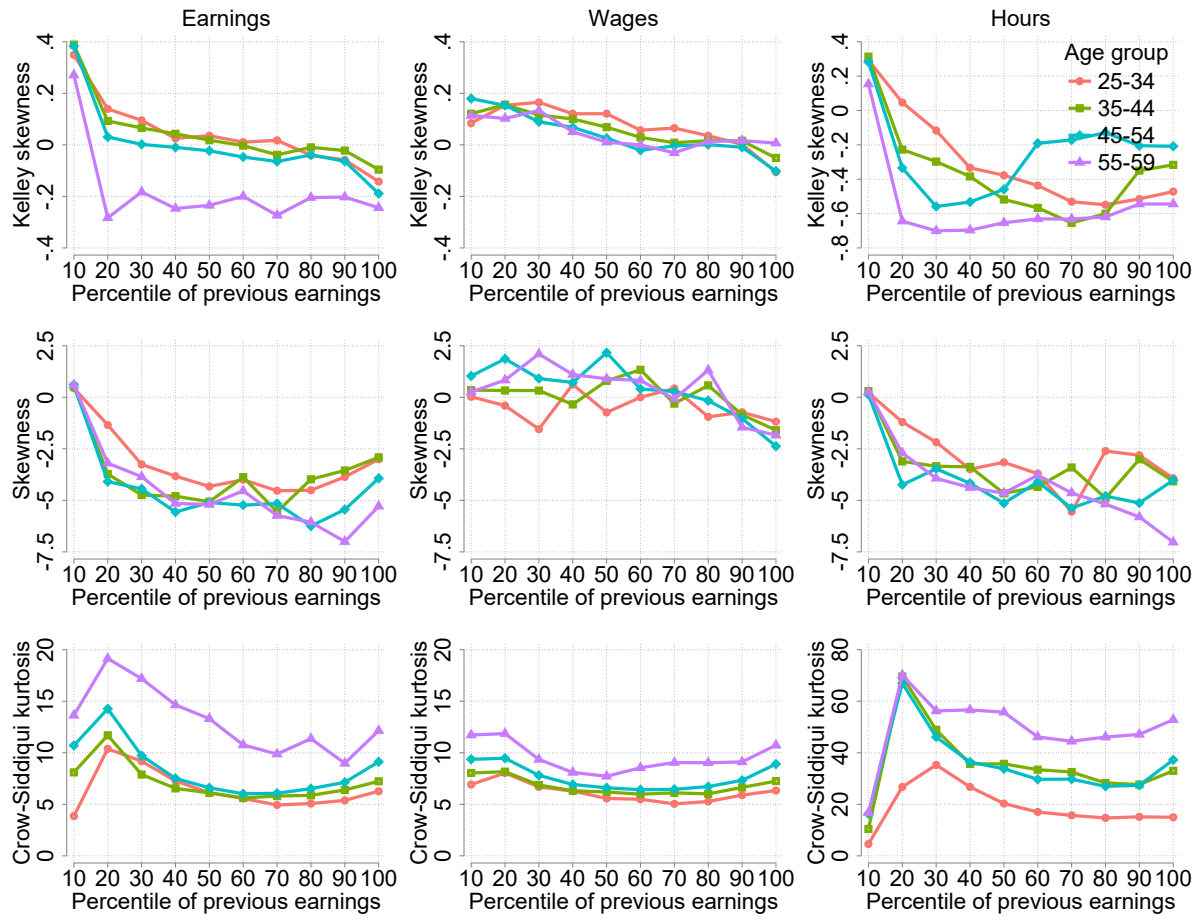 Earnings
Wages
Hours
Kelley skewness
.4
.2
0
-.2
-.4
10 20 30 40 50 60 70 80 90 100
Percentile of previous earnings
Kelley skewness
.4
.2
0
-.2
-.4
10 20 30 40 50 60 70 80 90 100
Percentile of previous earnings
Kelley skewness
.4
.2
0
-.2
-.4
-.6
-.8
10 20 30 40 50 60 70 80 90 100
Percentile of previous earnings
Age group
25-34
35-44
45-54
55-59
Skewness
2.5
0
-2.5
-5
-7.5
10 20 30 40 50 60 70 80 90 100
Percentile of previous earnings
Skewness
2.5
0
-2.5
-5
-7.5
10 20 30 40 50 60 70 80 90 100
Percentile of previous earnings
Skewness
2.5
0
-2.5
-5
-7.5
10 20 30 40 50 60 70 80 90 100
Percentile of previous earnings
Crow-Siddiqui kurtosis
20
15
10
5
0
10 20 30 40 50 60 70 80 90 100
Percentile of previous earnings
Crow-Siddiqui kurtosis
20
15
10
5
0
10 20 30 40 50 60 70 80 90 100
Percentile of previous earnings
Crow-Siddiqui kurtosis
80
60
40
20
0
10 20 30 40 50 60 70 80 90 100
Percentile of previous earnings